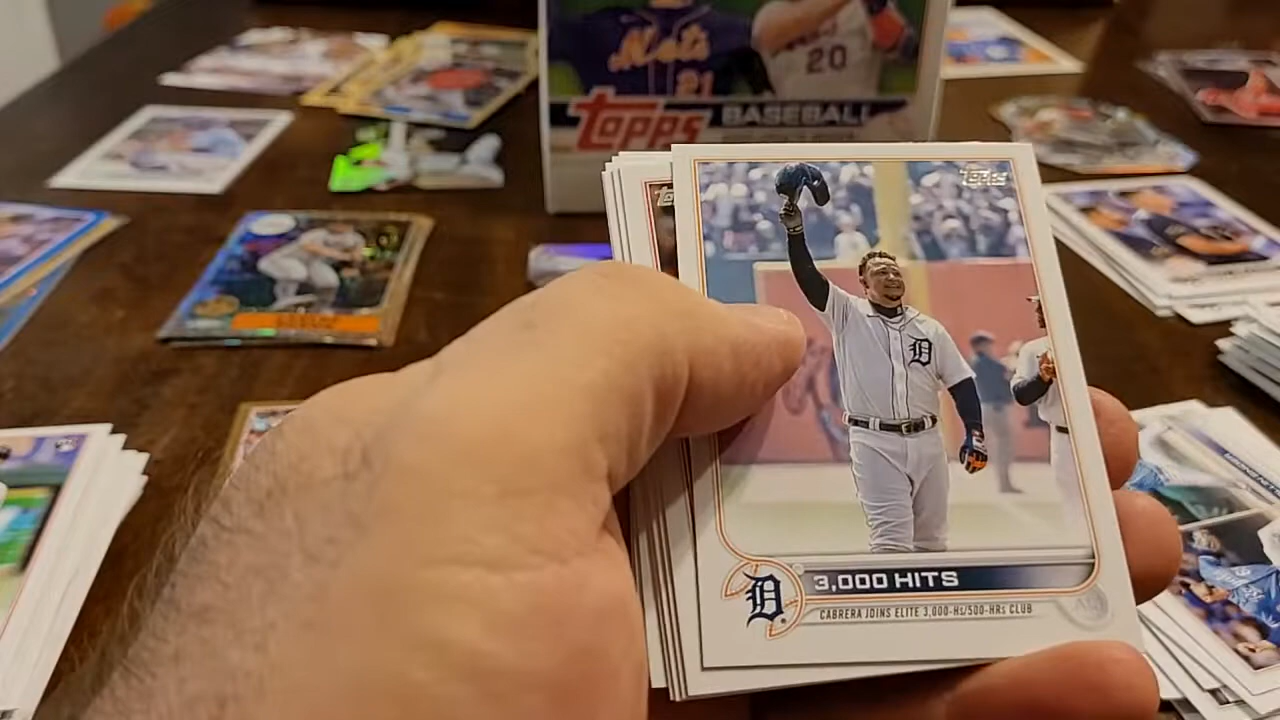 Mets
21
20
topps
BASEBALL
Topps
D
D
3,000 HITS
CABRERA JOINS ELITE 3,000-Hs/500-HRs CLUB